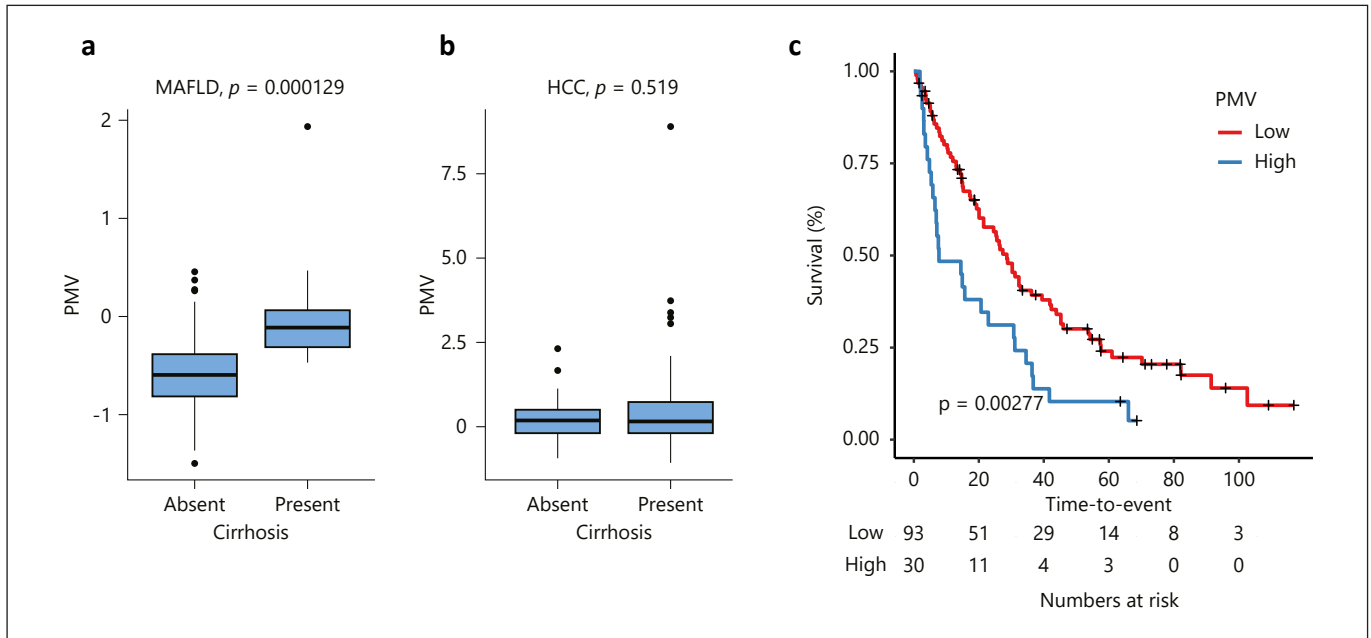 a
MAFLD, p = 0.000129
2
1
0
-1
PMV
Absent Present
Cirrhosis
b
HCC, p = 0.519
7.5
5.0
2.5
0
PMV
Absent Present
Cirrhosis
c
1.00
0.75
0.50
0.25
0.00
Survival (%)
PMV
Low
High
p = 0.00277
0 20 40 60 80 100
Time-to-event
Low 93 51 29 14 8 3
High 30 11 4 3 0 0
Numbers at risk